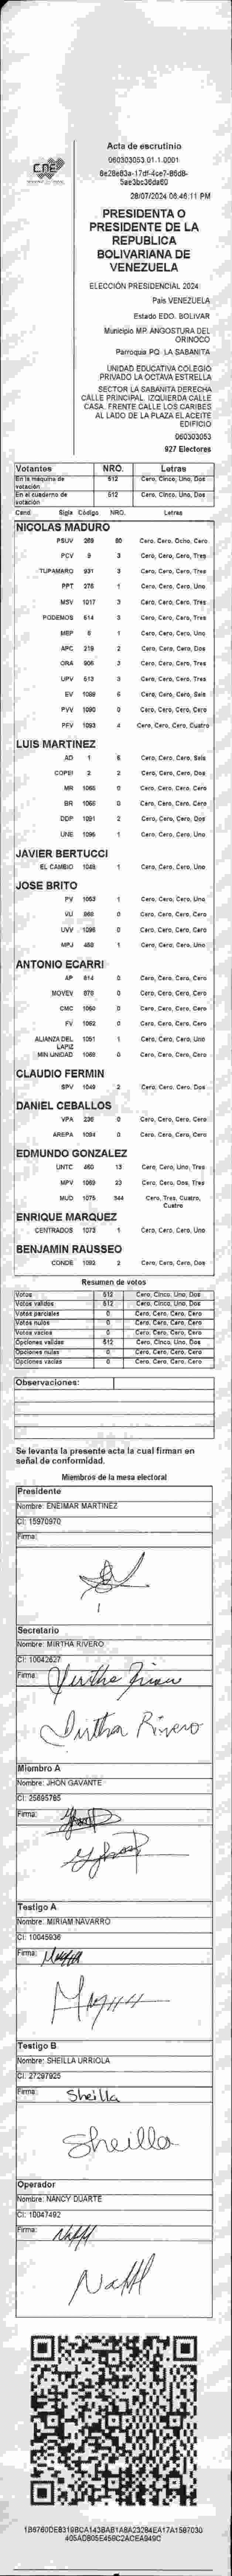 Acta de escrutinio
060303053.01.1.0001
8e28e83a-17df-4ce7-86d8-
5ae3bc36da60
28/07/2024 06:46:11 PM
CNE
PRESIDENTA O
PRESIDENTE DE LA
REPUBLICA
BOLIVARIANA DE
VENEZUELA
ELECCIÓN PRESIDENCIAL 2024
País VENEZUELA
Estado EDO. BOLIVAR
Municipio MP. ANGOSTURA DEL
ORINOCO
Parroquia PQ. LA SABANITA
UNIDAD EDUCATIVA COLEGIO
PRIVADO LA OCTAVA ESTRELLA
SECTOR LA SABANITA DERECHA
CALLE PRINCIPAL. IZQUIERDA CALLE
CASA. FRENTE CALLE LOS CARIBES
AL LADO DE LA PLAZA EL ACEITE
EDIFICIO
060303053
927 Electores
Votantes NRO. Letras
En la máquina de votación 512 Cero, Cinco, Uno, Dos
En el cuaderno de votación 512 Cero, Cinco, Uno, Dos
Cand Sigla Código NRO. Letras
NICOLAS MADURO
PSUV 269 80 Cero, Cero, Ocho, Cero
PCV 9 3 Cero, Cero, Cero, Tres
TUPAMARO 931 3 Cero, Cero, Cero, Tres
PPT 276 1 Cero, Cero, Cero, Uno
MSV 1017 3 Cero, Cero, Cero, Tres
PODEMOS 614 3 Cero, Cero, Cero, Tres
MEP 6 1 Cero, Cero, Cero, Uno
APC 219 2 Cero, Cero, Cero, Dos
ORA 906 3 Cero, Cero, Cero, Tres
UPV 613 3 Cero, Cero, Cero, Tres
EV 1088 6 Cero, Cero, Cero, Seis
PVV 1090 0 Cero, Cero, Cero, Cero
PFV 1093 4 Cero, Cero, Cero, Cuatro
LUIS MARTINEZ
AD 1 6 Cero, Cero, Cero, Seis
COPEI 2 2 Cero, Cero, Cero, Dos
MR 1065 0 Cero, Cero, Cero, Cero
BR 1066 0 Cero, Cero, Cero, Cero
DDP 1091 2 Cero, Cero, Cero, Dos
UNE 1096 1 Cero, Cero, Cero, Uno
JAVIER BERTUCCI
EL CAMBIO 1048 1 Cero, Cero, Cero, Uno
JOSE BRITO
PV 1053 1 Cero, Cero, Cero, Uno
VU 868 0 Cero, Cero, Cero, Cero
UVV 0 Cero, Cero, Cero, Cero
MPJ 458 1 Cero, Cero, Cero, Uno
ANTONIO ECARRI
AP 814 0 Cero, Cero, Cero, Cero
MOVEV 876 0 Cero, Cero, Cero, Cero
CMC 1060 0 Cero, Cero, Cero, Cero
FV 1062 0 Cero, Cero, Cero, Cero
ALIANZA DEL LAPIZ 1051 1 Cero, Cero, Cero, Uno
MIN UNIDAD 1069 0 Cero, Cero, Cero, Cero
CLAUDIO FERMIN
SPV 1049 2 Cero, Cero, Cero, Dos
DANIEL CEBALLOS
VPA 236 0 Cero, Cero, Cero, Cero
AREPA 1094 0 Cero, Cero, Cero, Cero
EDMUNDO GONZALEZ
UNTC 460 13 Cero, Cero, Uno, Tres
MPV 1069 23 Cero, Cero, Dos, Tres
MUD 1075 344 Cero, Tres, Cuatro,
Cuatro
ENRIQUE MARQUEZ
CENTRADOS 1073 1 Cero, Cero, Cero, Uno
BENJAMIN RAUSSEO
CONDE 1092 2 Cero, Cero, Cero, Dos
Resumen de votos
Votos 512 Cero, Cinco, Uno, Dos
Votos válidos 512 Cero, Cinco, Uno, Dos
Votos parciales 0 Cero, Cero, Cero, Cero
Votos nulos 0 Cero, Cero, Cero, Cero
Votos vacíos 0 Cero, Cero, Cero, Cero
Opciones validas 512 Cero, Cinco, Uno, Dos
Opciones nulas 0 Cero, Cero, Cero, Cero
Opciones vacías 0 Cero, Cero, Cero, Cero
Observaciones:
Se levanta la presente acta la cual firman en
señal de conformidad.
Miembros de la mesa electoral
Presidente
Nombre: ENEIMAR MARTINEZ
CI: 15970970
Firma:
Secretario
Nombre: MIRTHA RIVERO
CI: 10042627
Firma:
Mirtha Rivero
Mirtha Rivero
Miembro A
Nombre: JHON GAVANTE
CI: 25695785
Firma:
Testigo A
Nombre: MIRIAM NAVARRO
CI: 10045936
Firma:
Testigo B
Nombre: SHEILLA URRIOLA
CI: 27297925
Firma: Sheilla
Sheilla
Operador
Nombre: NANCY DUARTE
CI: 10047492
Firma: